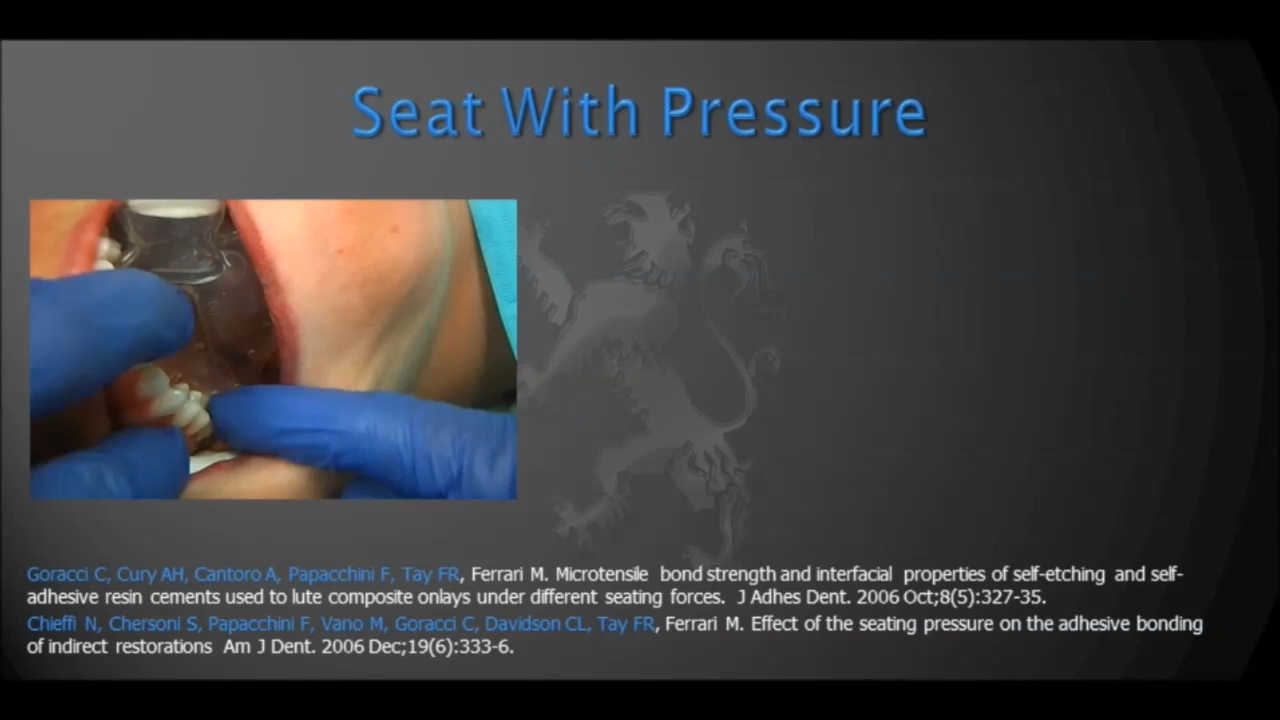 Seat With Pressure
Goracci C, Cury AH, Cantoro A, Papacchini F, Tay FR, Ferrari M. Microtensile bond strength and interfacial properties of self-etching and self-
adhesive resin cements used to lute composite onlays under different seating forces. J Adhes Dent. 2006 Oct;8(5):327-35.
Chieffi N, Chersoni S, Papacchini F, Vano M, Goracci C, Davidson CL, Tay FR, Ferrari M. Effect of the seating pressure on the adhesive bonding
of indirect restorations Am J Dent. 2006 Dec;19(6):333-6.